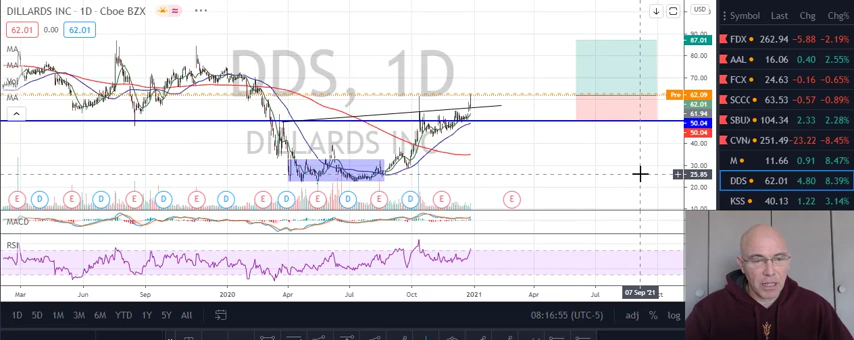 DILLARDS INC · 1D · Cboe BZX
USD
62.01 0.00 62.01
MA
MA
MA
MA
DDS, 1D
DILLARDS INC
87.01
80.00
70.00
Pre 62.09
62.01
61.94
50.04
50.04
40.00
30.00
25.85
20.00
10.00
E D E D E D E D E D E D E E
MACD
RSI
Mar Jun Sep 2020 Apr Jul Oct 2021 Apr Jul 07 Sep '21
1D 5D 1M 3M 6M YTD 1Y 5Y All 08:16:55 (UTC-5) adj % log
Symbol Last Chg Chg%
FDX 262.94 -5.88 -2.19%
AAL 16.06 0.40 2.55%
FCX 24.63 -0.16 -0.65%
SCCO 63.53 -0.57 -0.89%
SBUX 104.34 2.33 2.28%
CVNA 251.49 -23.22 -8.45%
M 11.66 0.91 8.47%
DDS 62.01 4.80 8.39%
KSS 40.13 1.22 3.14%